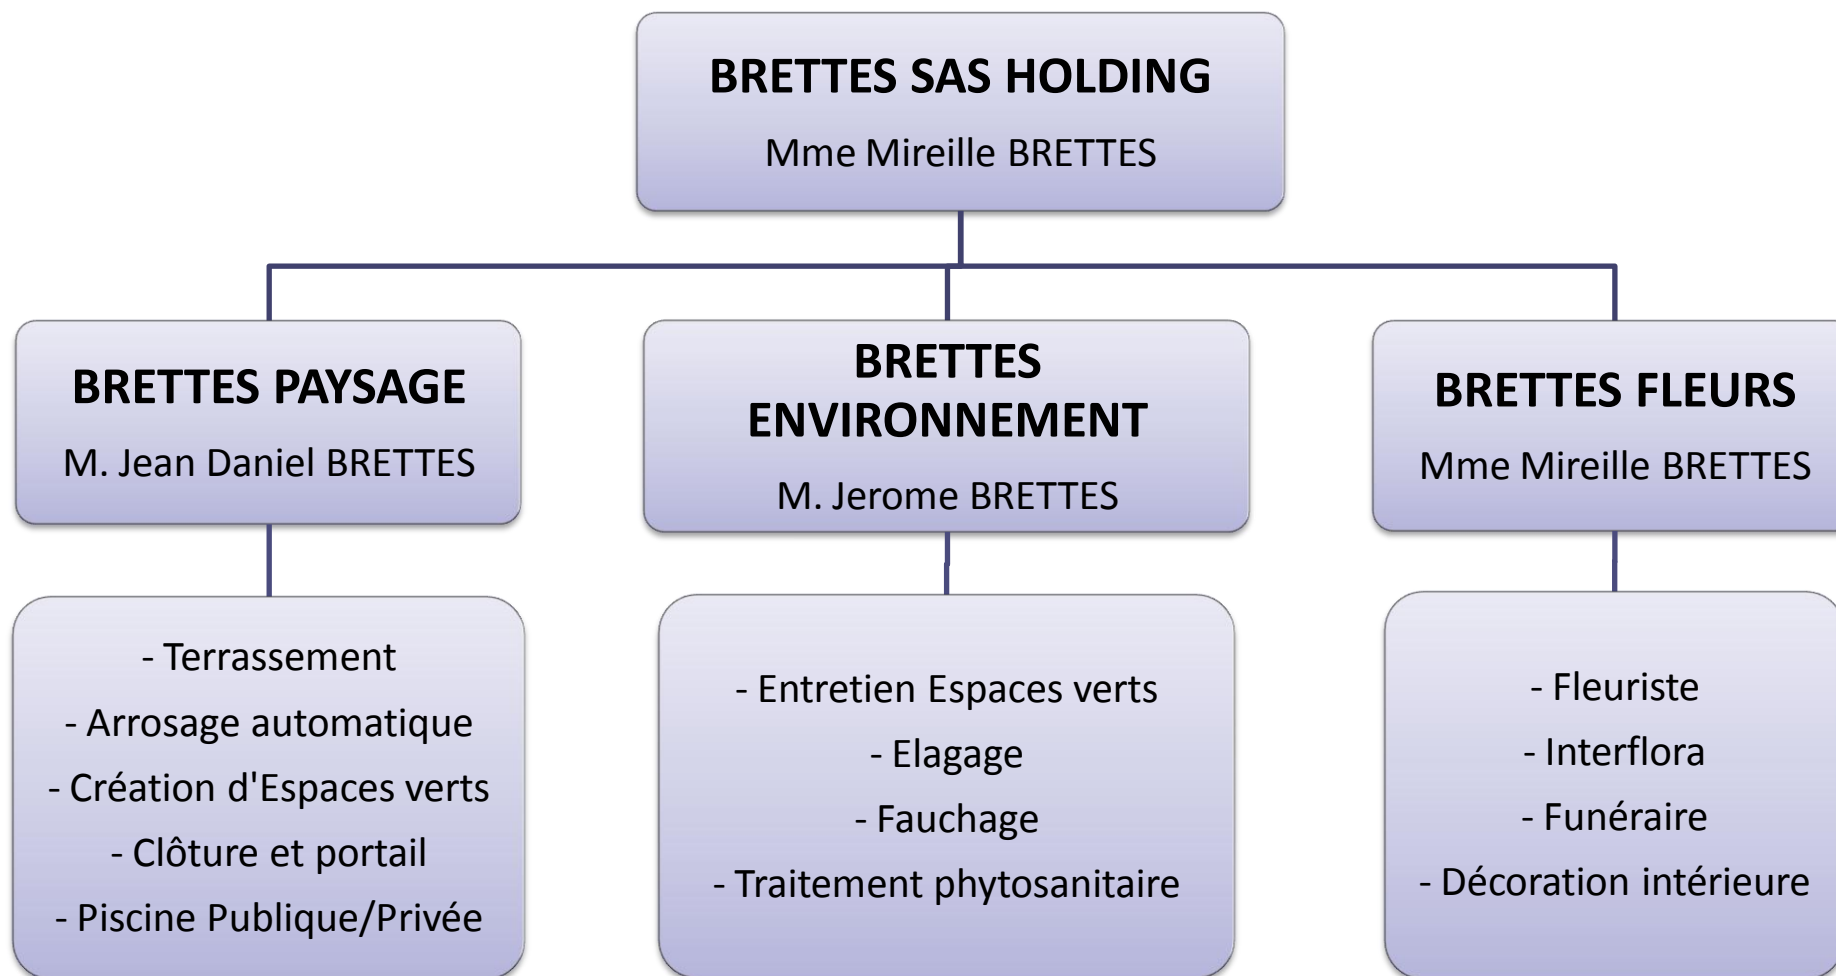 BRETTES SAS HOLDING
Mme Mireille BRETTES
BRETTES PAYSAGE
M. Jean Daniel BRETTES
BRETTES
ENVIRONNEMENT
M. Jerome BRETTES
BRETTES FLEURS
Mme Mireille BRETTES
- Terrassement
- Arrosage automatique
- Création d'Espaces verts
- Clôture et portail
- Piscine Publique/Privée
- Entretien Espaces verts
- Elagage
- Fauchage
- Traitement phytosanitaire
- Fleuriste
- Interflora
- Funéraire
- Décoration intérieure